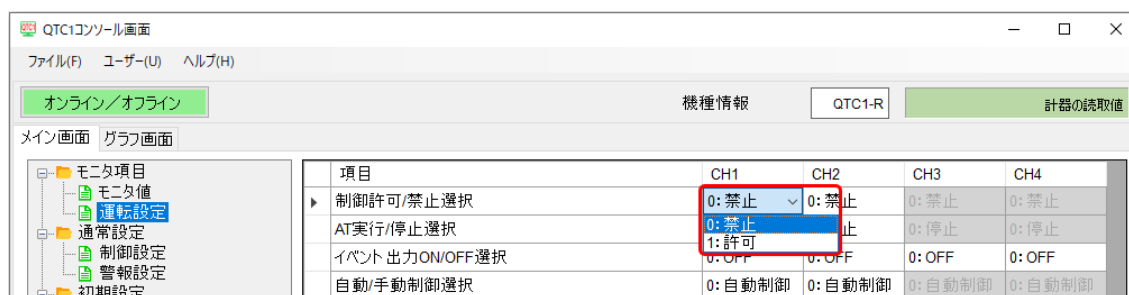 QTC1コンソール画面
ファイル(F) ユーザー(U) ヘルプ(H)
オンライン/オフライン 機種情報 QTC1-R 計器の読取値
メイン画面 グラフ画面
モニタ項目
モニタ値
運転設定
通常設定
制御設定
警報設定
初期設定
項目 CH1 CH2 CH3 CH4
制御許可/禁止選択 0: 禁止 0: 禁止 0: 禁止 0: 禁止
0: 禁止
1: 許可
AT実行/停止選択 止 0: 停止 0: 停止
イベント出力ON/OFF選択 0: OFF 0: OFF 0: OFF 0: OFF
自動/手動制御選択 0: 自動制御 0: 自動制御 0: 自動制御 0: 自動制御